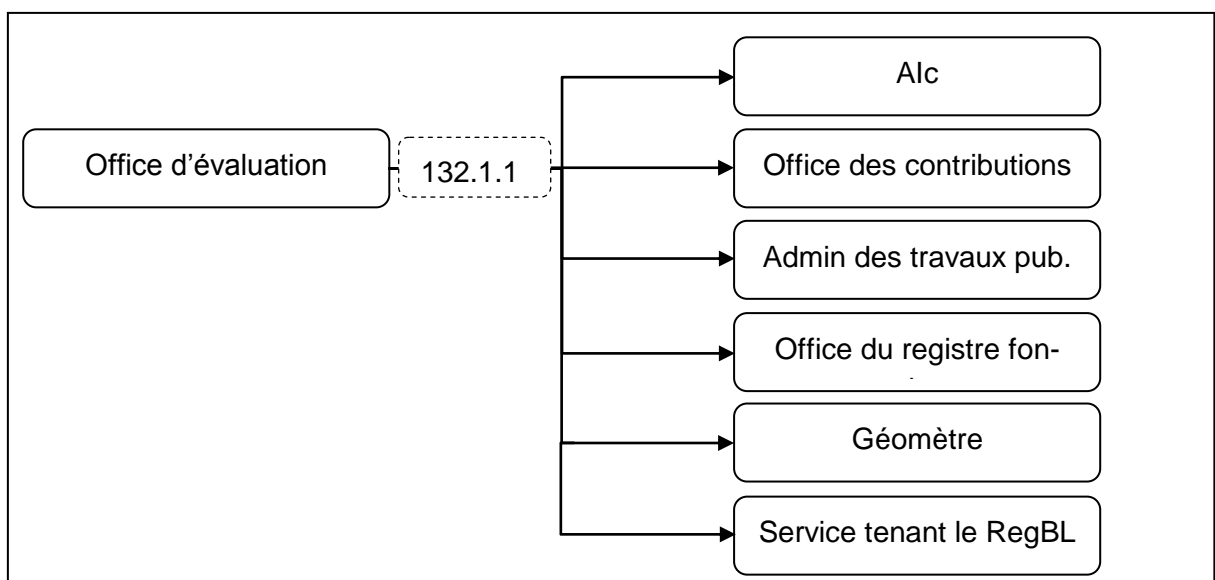 AIc
Office d'évaluation
132.1.1
Office des contributions
Admin des travaux pub.
Office du registre fon-
Géomètre
Service tenant le RegBL